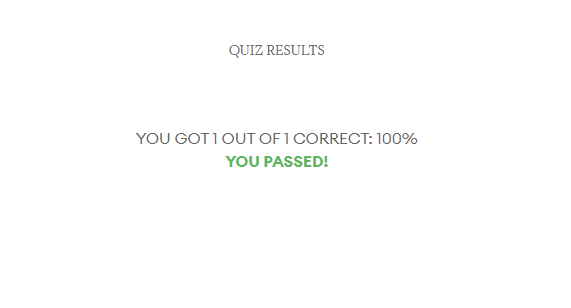 QUIZ RESULTS
YOU GOT 1 OUT OF 1 CORRECT: 100%
YOU PASSED!